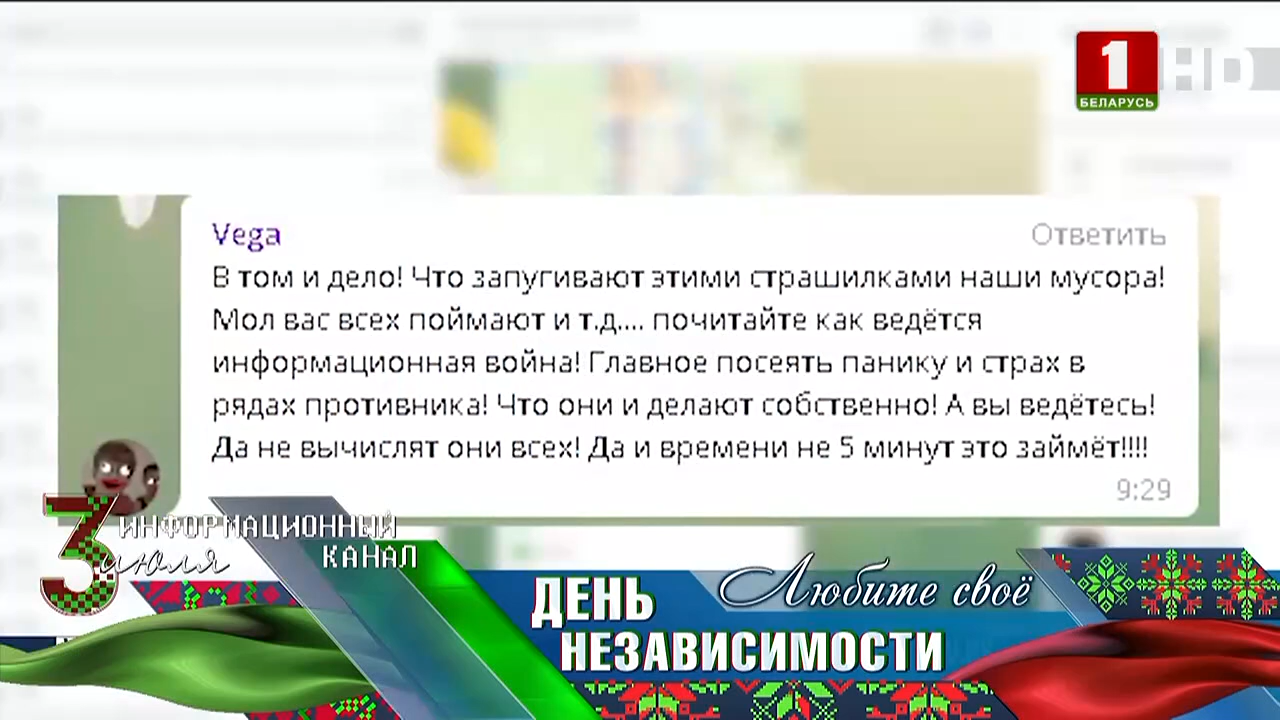 1 HD
БЕЛАРУСЬ
Vega
Ответить
В том и дело! Что запугивают этими страшилками наши мусора!
Мол вас всех поймают и т.д.... почитайте как ведётся
информационная война! Главное посеять панику и страх в
рядах противника! Что они и делают собственно! А вы ведётесь!
Да не вычислят они всех! Да и времени не 5 минут это займёт!!!!
9:29
3 июля
ИНФОРМАЦИОННЫЙ
КАНАЛ
ДЕНЬ
НЕЗАВИСИМОСТИ
Любите своё